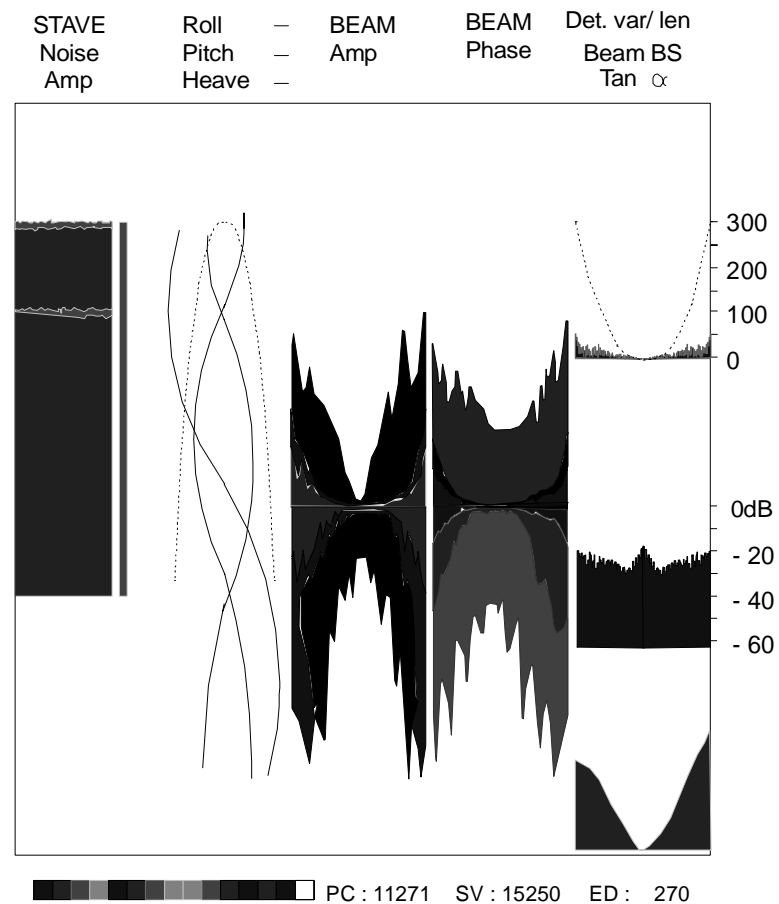 STAVE Roll – BEAM BEAM Det. var/ len
Noise Pitch – Amp Phase Beam BS
Amp Heave – Tan α
300
200
100
0
0dB
- 20
- 40
- 60
PC : 11271 SV : 15250 ED : 270